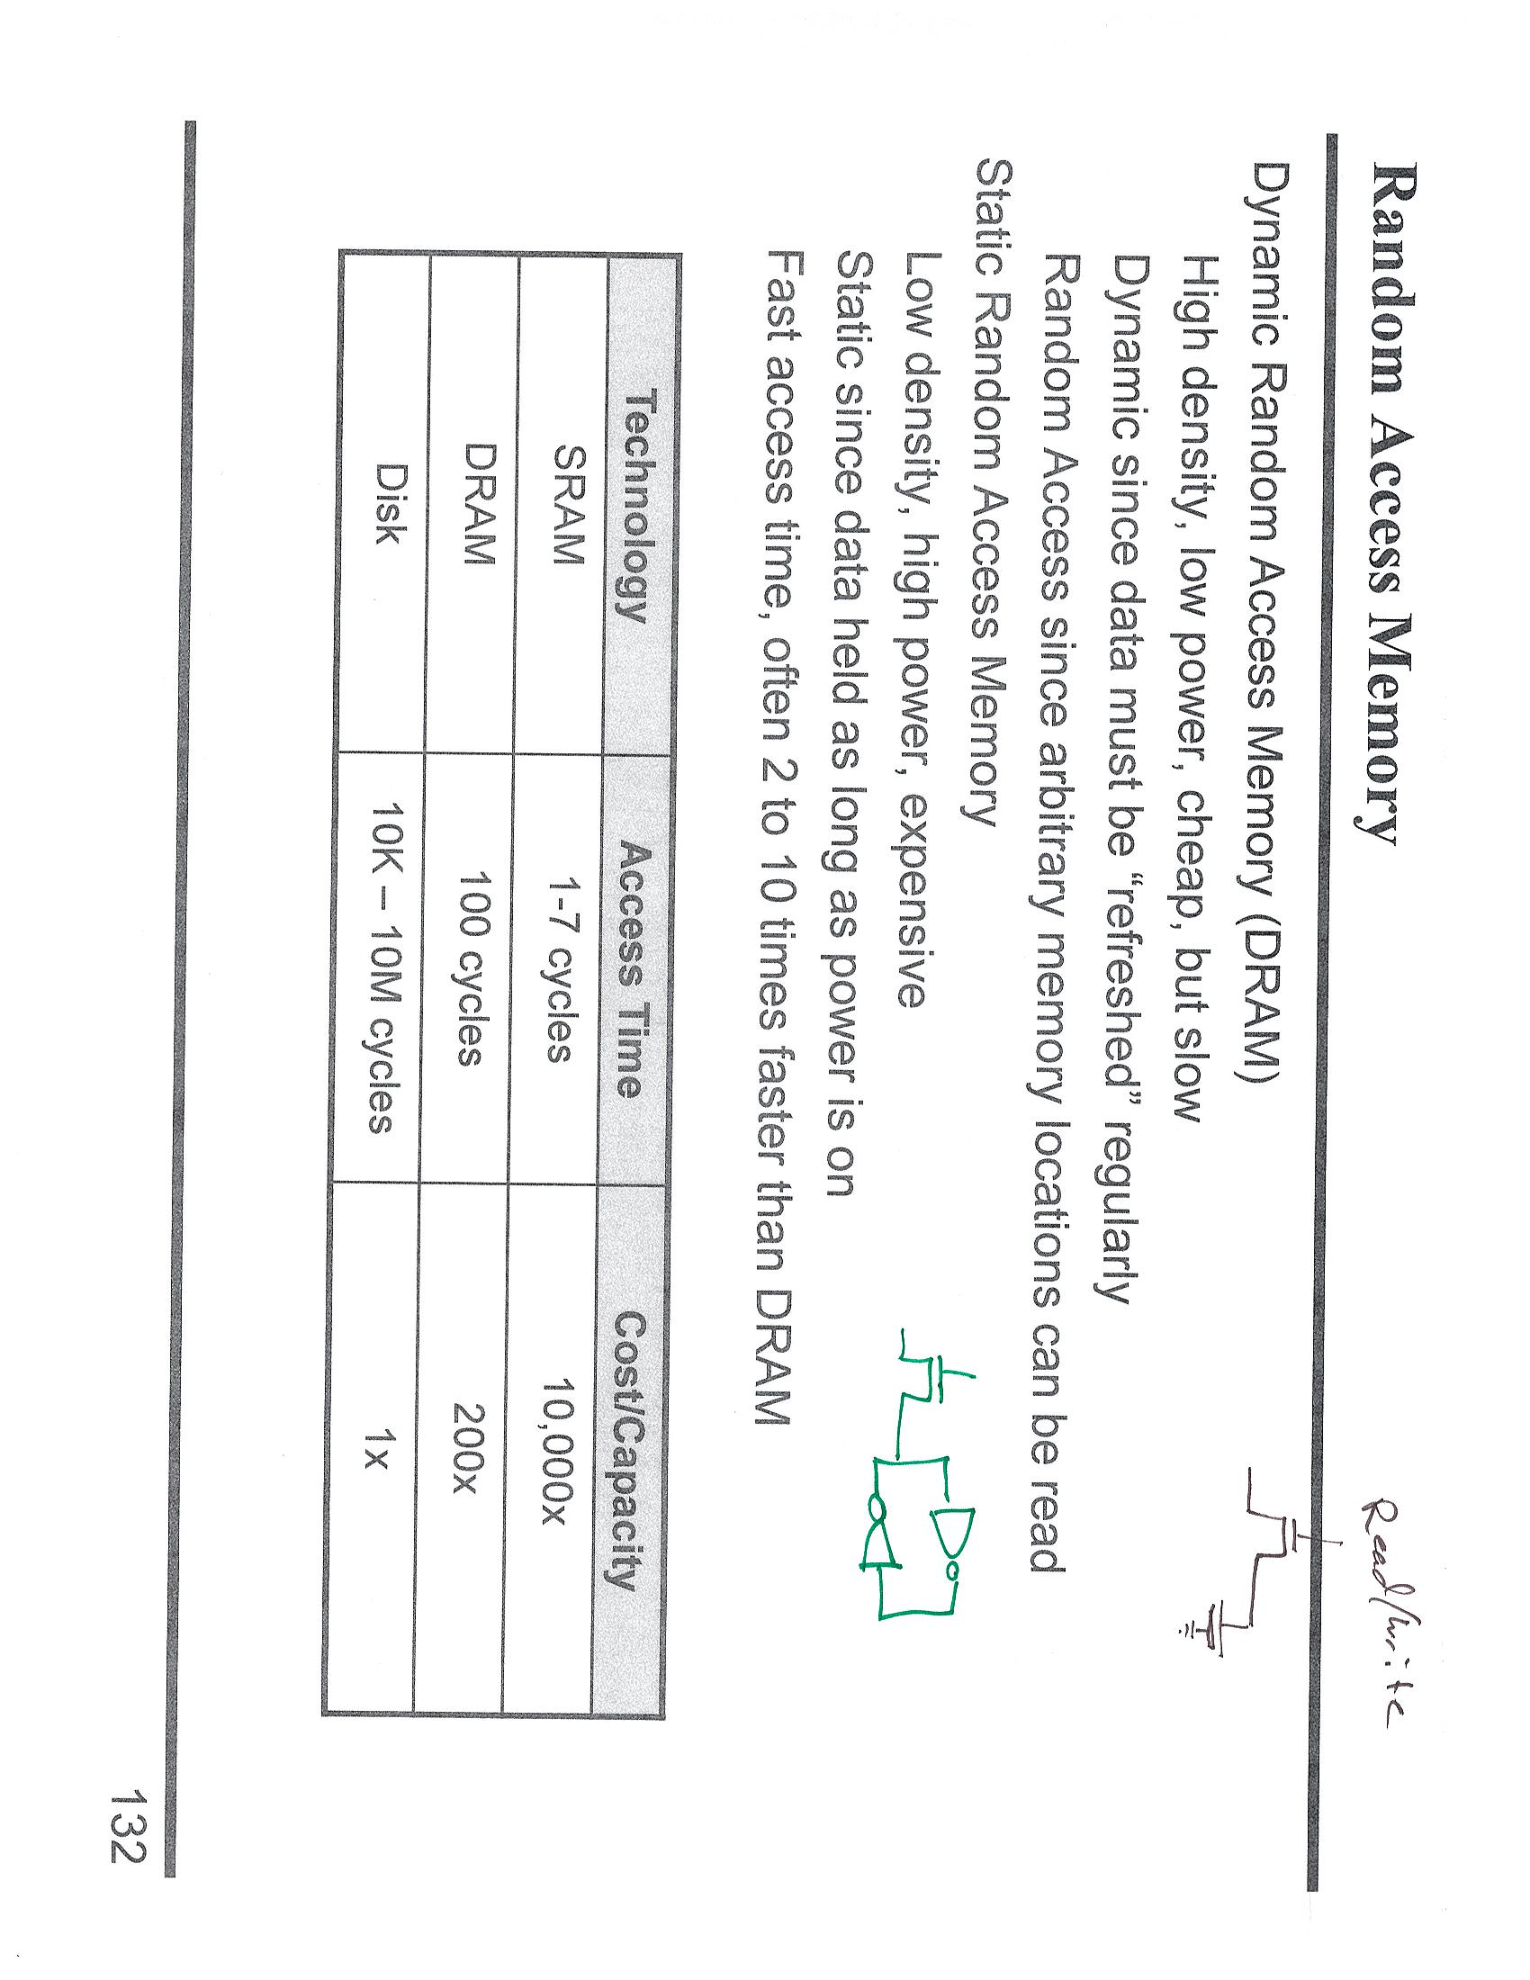 Random Access Memory
Read/Write
Dynamic Random Access Memory (DRAM)
High density, low power, cheap, but slow
Dynamic since data must be “refreshed” regularly
Random Access since arbitrary memory locations can be read
Static Random Access Memory
Low density, high power, expensive
Static since data held as long as power is on
Fast access time, often 2 to 10 times faster than DRAM
Technology Access Time Cost/Capacity
SRAM 1-7 cycles 10,000x
DRAM 100 cycles 200x
Disk 10K – 10M cycles 1x
132